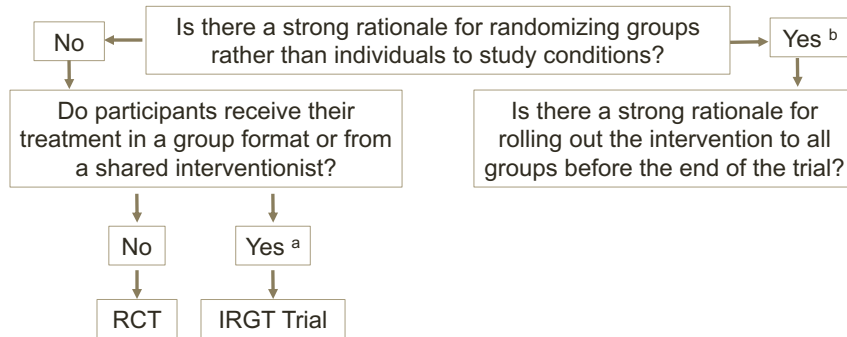 Is there a strong rationale for randomizing groups
rather than individuals to study conditions?
No
Yes b
Do participants receive their
treatment in a group format or from
a shared interventionist?
Is there a strong rationale for
rolling out the intervention to all
groups before the end of the trial?
No
Yes a
RCT
IRGT Trial